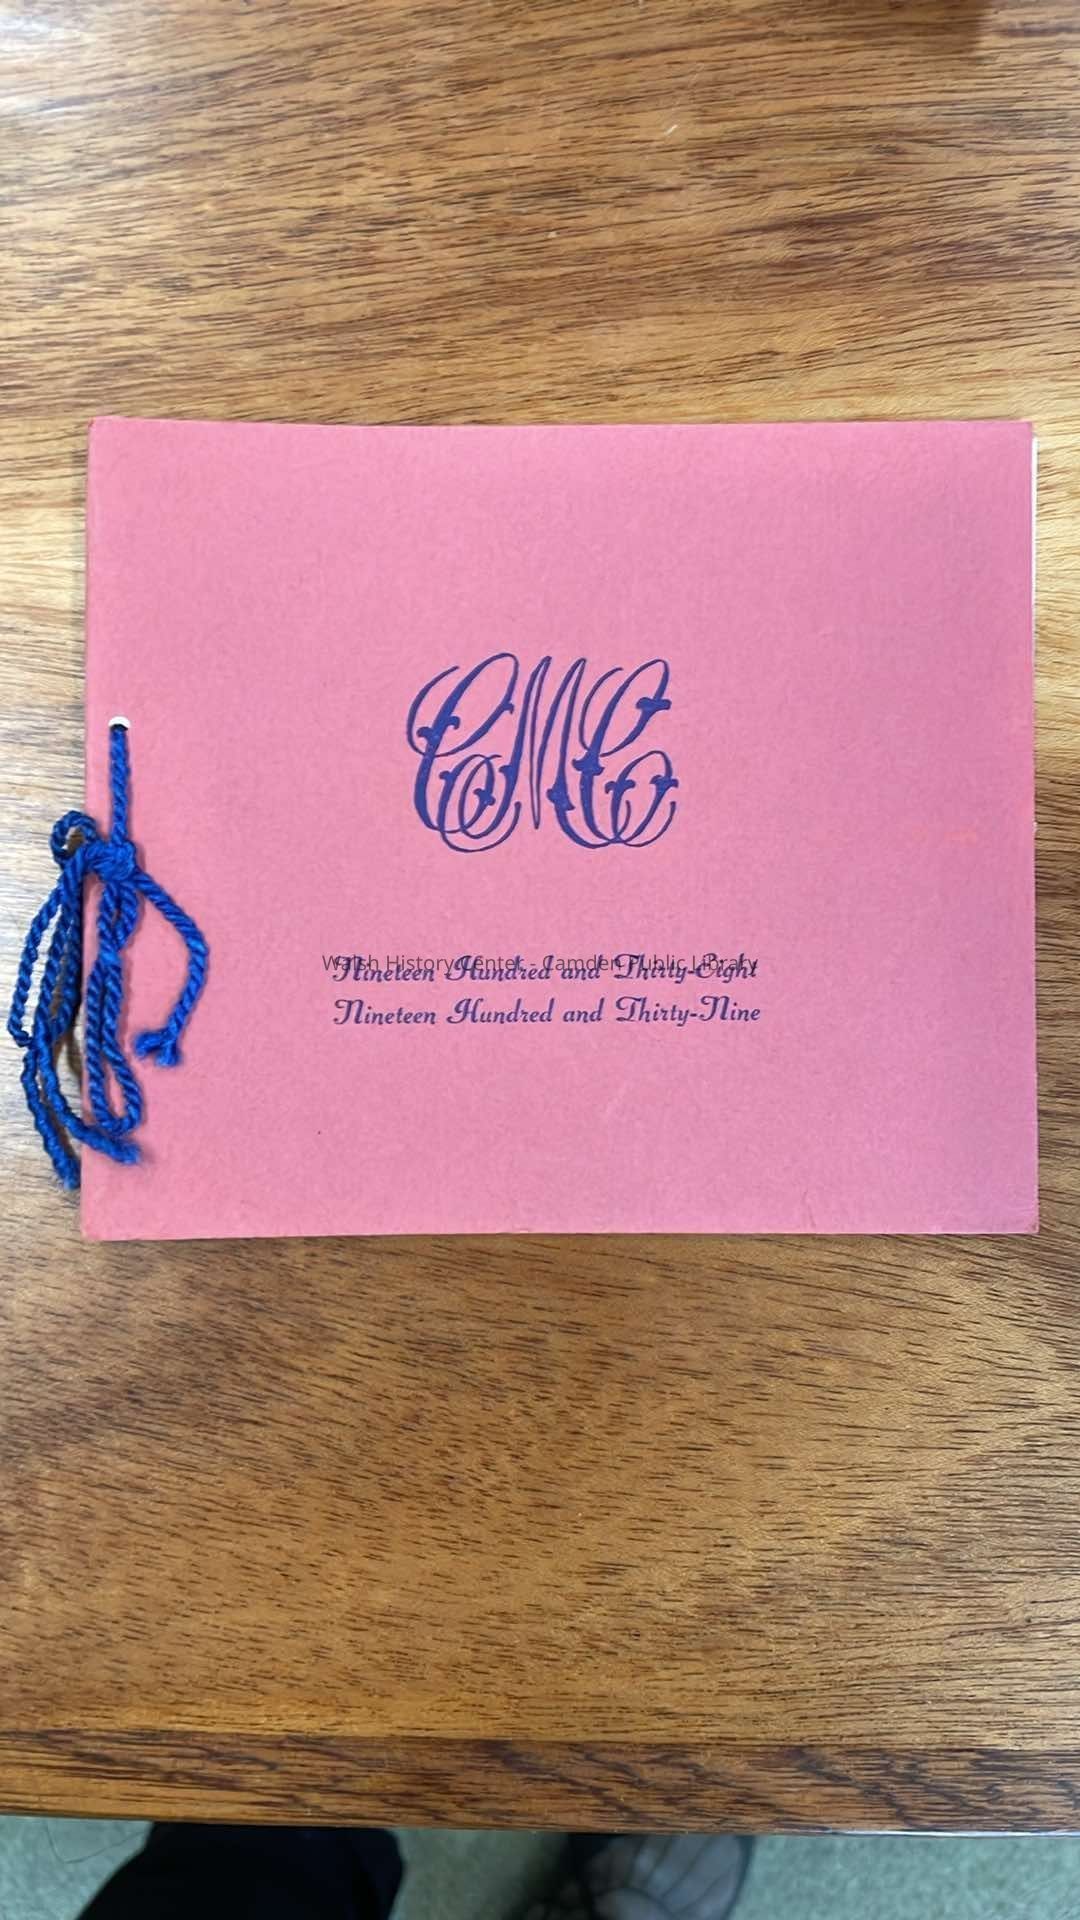 CMC
Walsh History Center - Camden Public Library
Nineteen Hundred and Thirty-Eight
Nineteen Hundred and Thirty-Nine